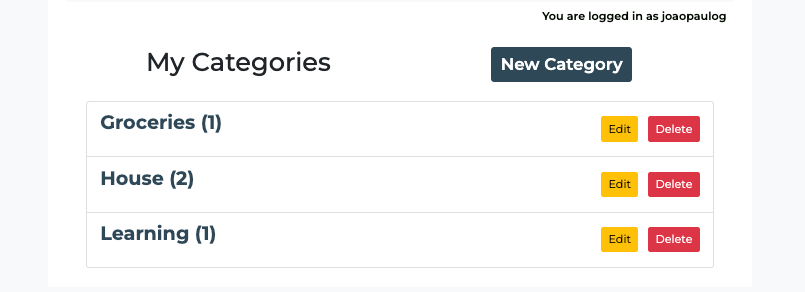 You are logged in as joaopaulog
My Categories New Category
Groceries (1) Edit Delete
House (2) Edit Delete
Learning (1) Edit Delete